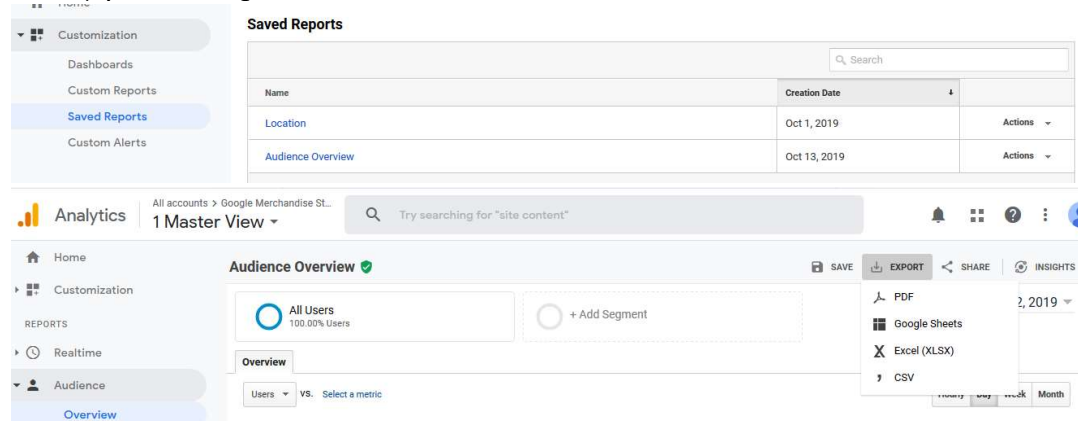 Home
Customization
Dashboards
Custom Reports
Saved Reports
Custom Alerts
Saved Reports
Search
Name Creation Date
Location Oct 1, 2019 Actions
Audience Overview Oct 13, 2019 Actions
Analytics
All accounts > Google Merchandise St...
1 Master View
Try searching for "site content"
Home
Customization
REPORTS
Realtime
Audience
Overview
Audience Overview
SAVE EXPORT SHARE INSIGHTS
All Users
100.00% Users
+ Add Segment
2, 2019
PDF
Google Sheets
Excel (XLSX)
CSV
Overview
Users VS. Select a metric
Hourly Day Week Month